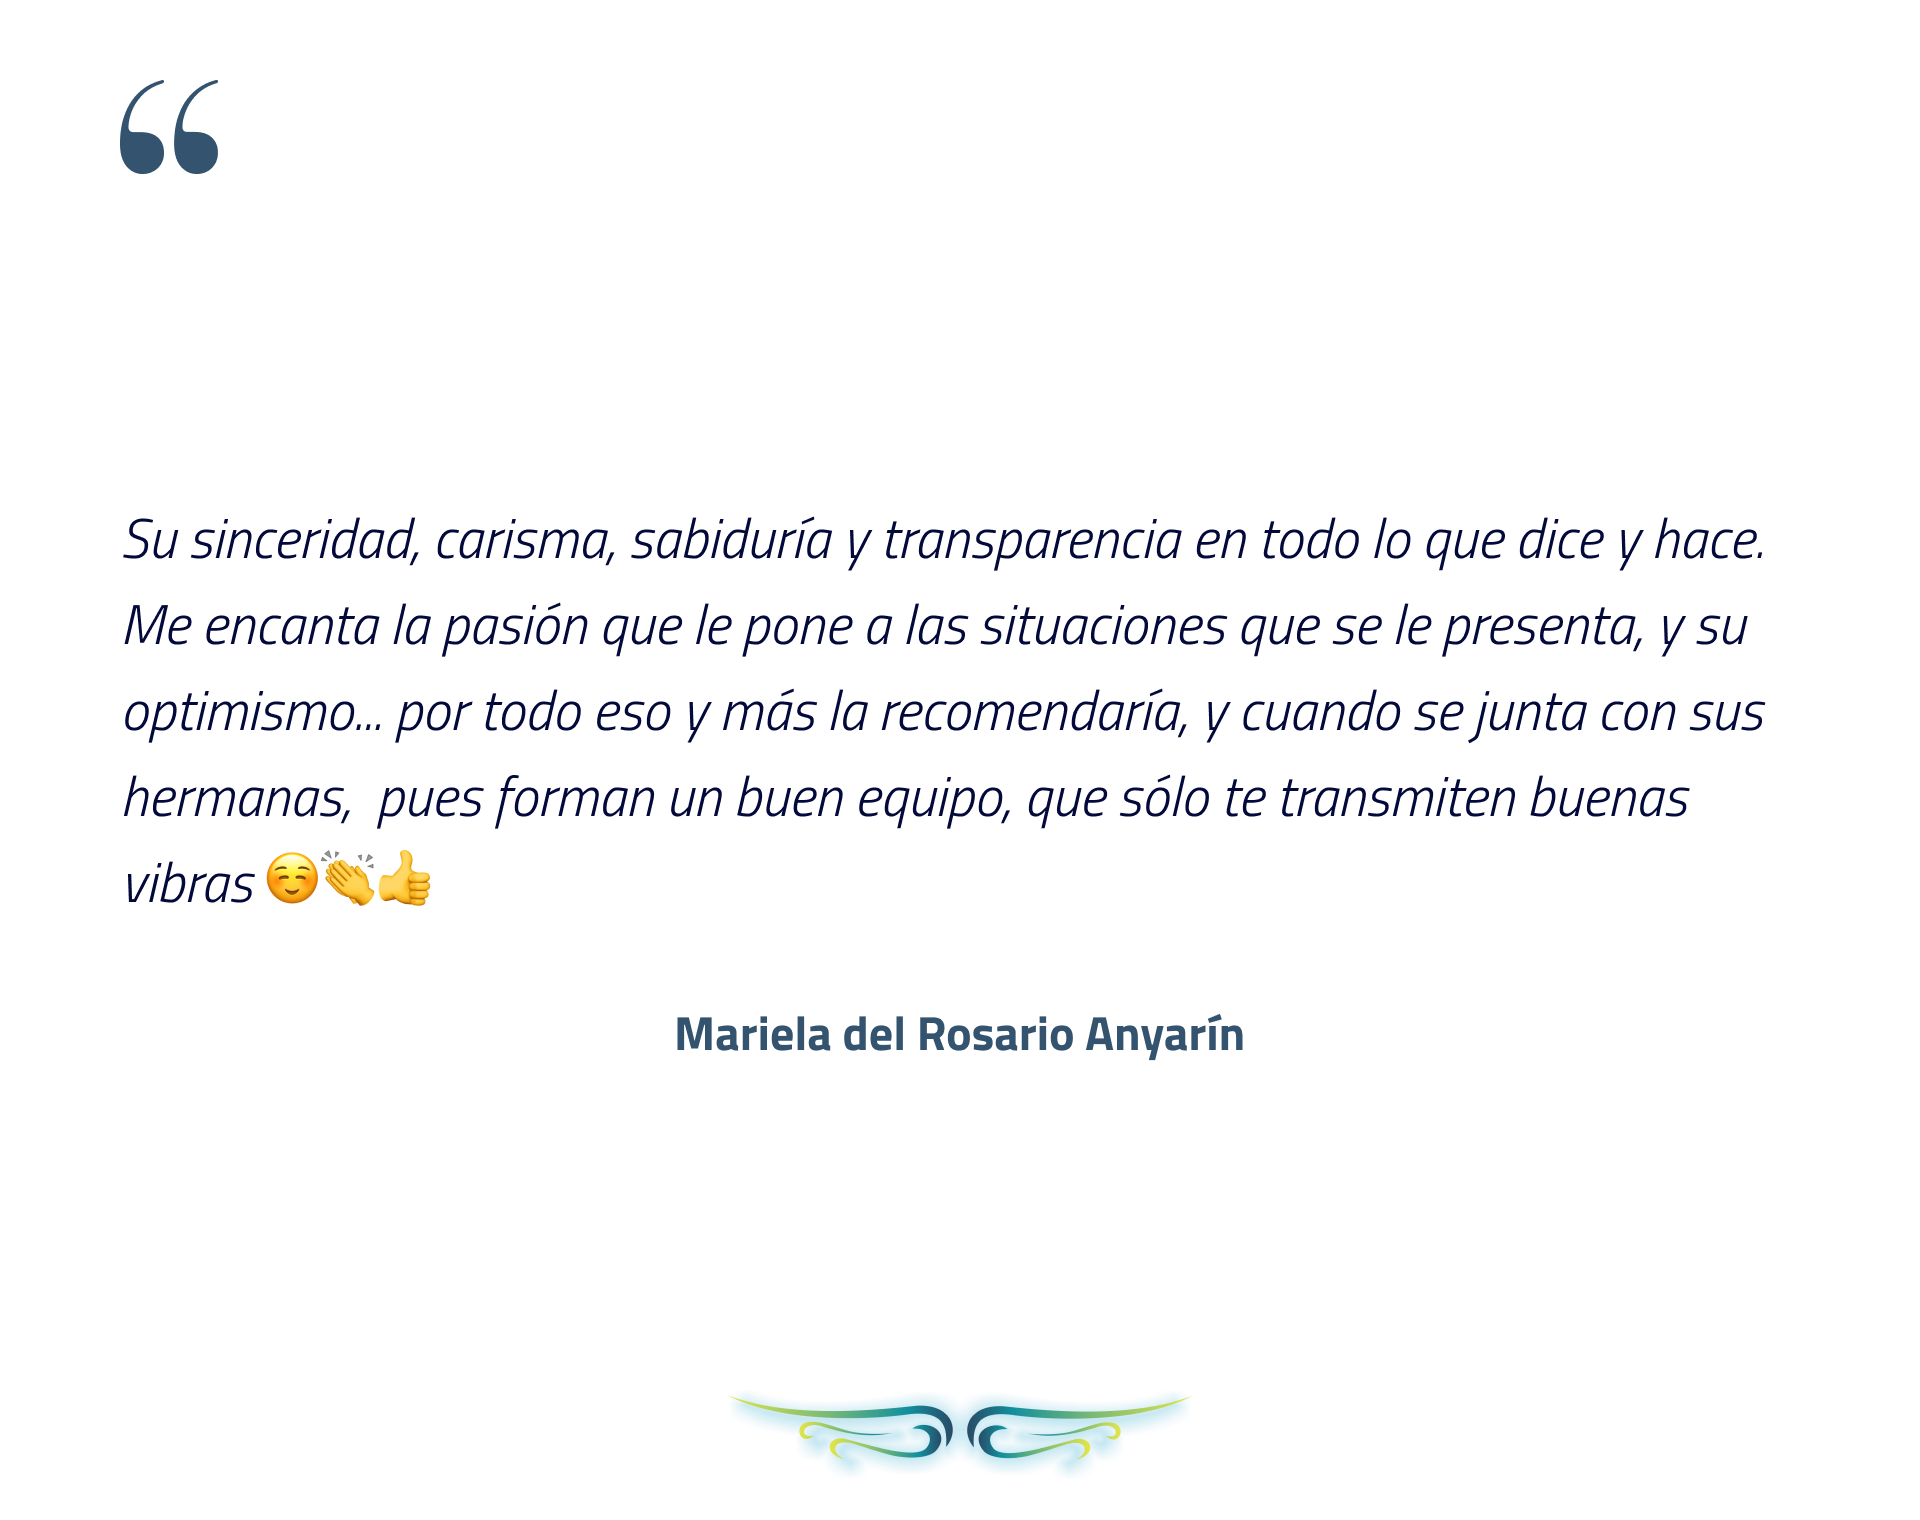 “
Su sinceridad, carisma, sabiduría y transparencia en todo lo que dice y hace.
Me encanta la pasión que le pone a las situaciones que se le presenta, y su
optimismo... por todo eso y más la recomendaría, y cuando se junta con sus
hermanas,  pues forman un buen equipo, que sólo te transmiten buenas
vibras ☺️👏👍
Mariela del Rosario Anyarín